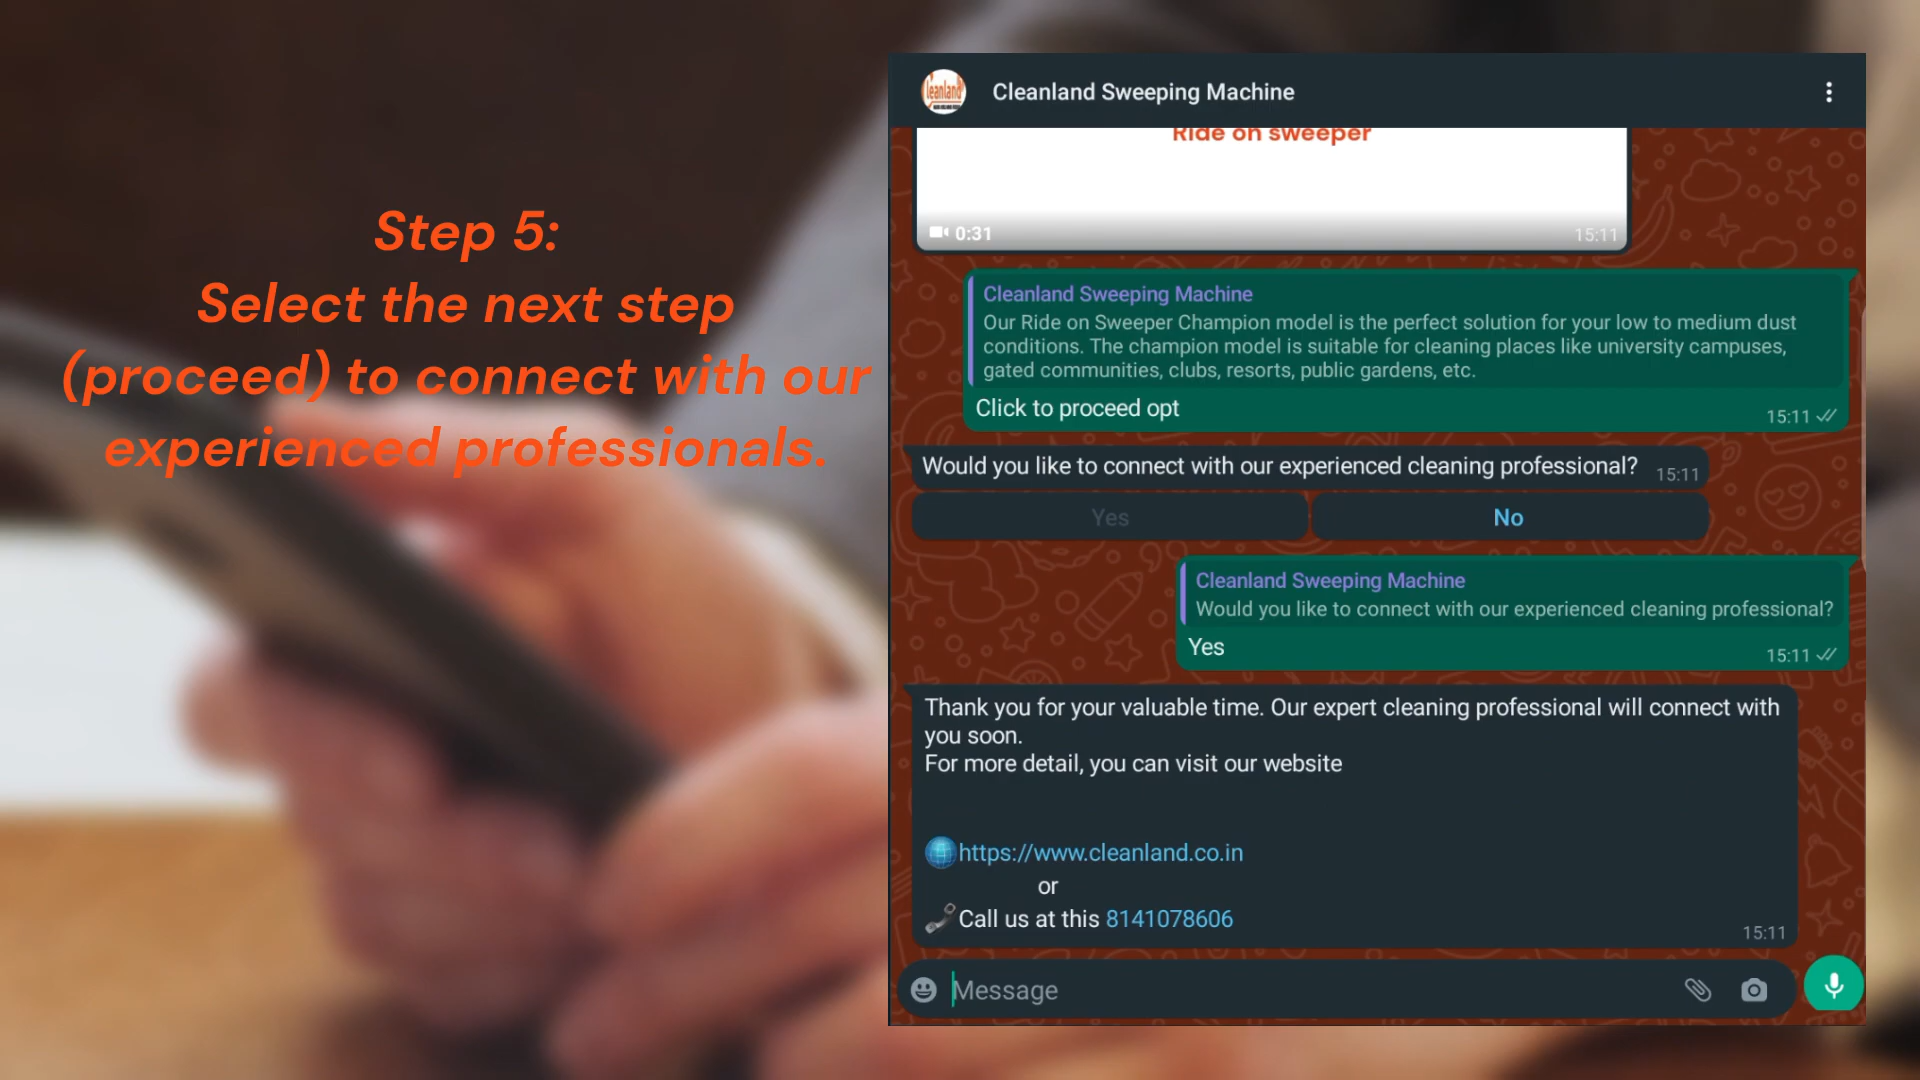 Step 5:
Select the next step
(proceed) to connect with our
experienced professionals.
Cleanland Sweeping Machine
Ride on sweeper
0:31
15:11
Cleanland Sweeping Machine
Our Ride on Sweeper Champion model is the perfect solution for your low to medium dust
conditions. The champion model is suitable for cleaning places like university campuses,
gated communities, clubs, resorts, public gardens, etc.
Click to proceed opt
15:11
Would you like to connect with our experienced cleaning professional?
15:11
Yes
No
Cleanland Sweeping Machine
Would you like to connect with our experienced cleaning professional?
Yes
15:11
Thank you for your valuable time. Our expert cleaning professional will connect with
you soon.
For more detail, you can visit our website
https://www.cleanland.co.in
or
Call us at this 8141078606
15:11
Message